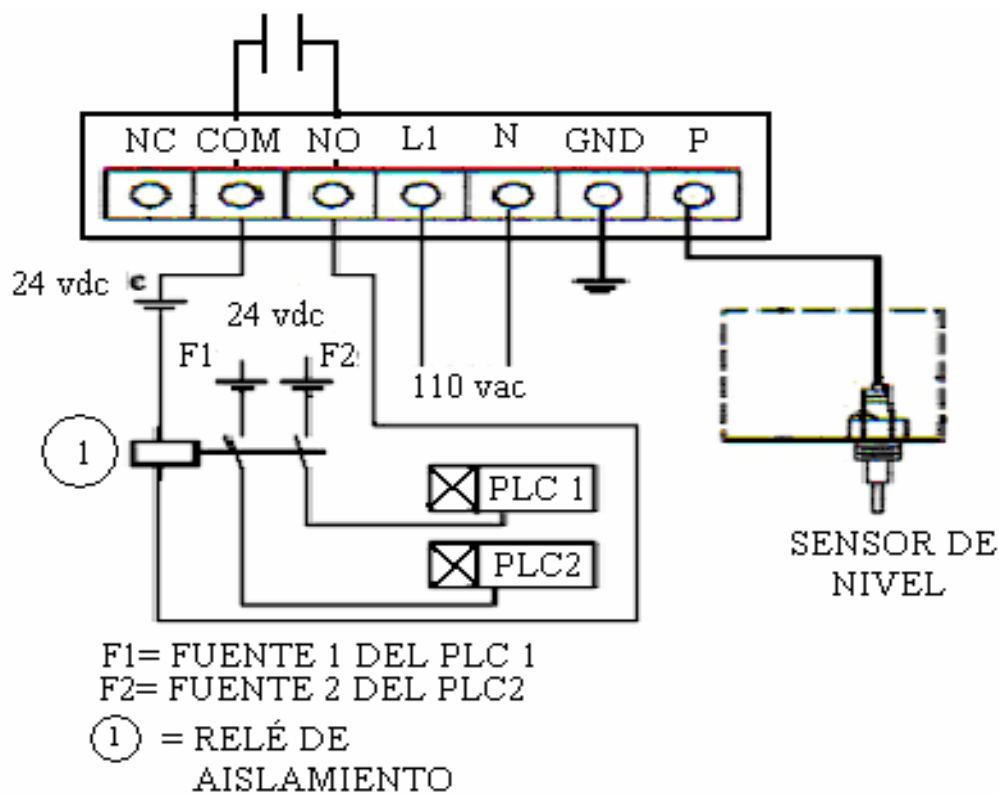 NC COM NO L1 N GND P
24 vdc
24 vdc
F1 F2
110 vac
1
PLC 1
PLC2
SENSOR DE
NIVEL
F1= FUENTE 1 DEL PLC 1
F2= FUENTE 2 DEL PLC2
1 = RELÉ DE
AISLAMIENTO